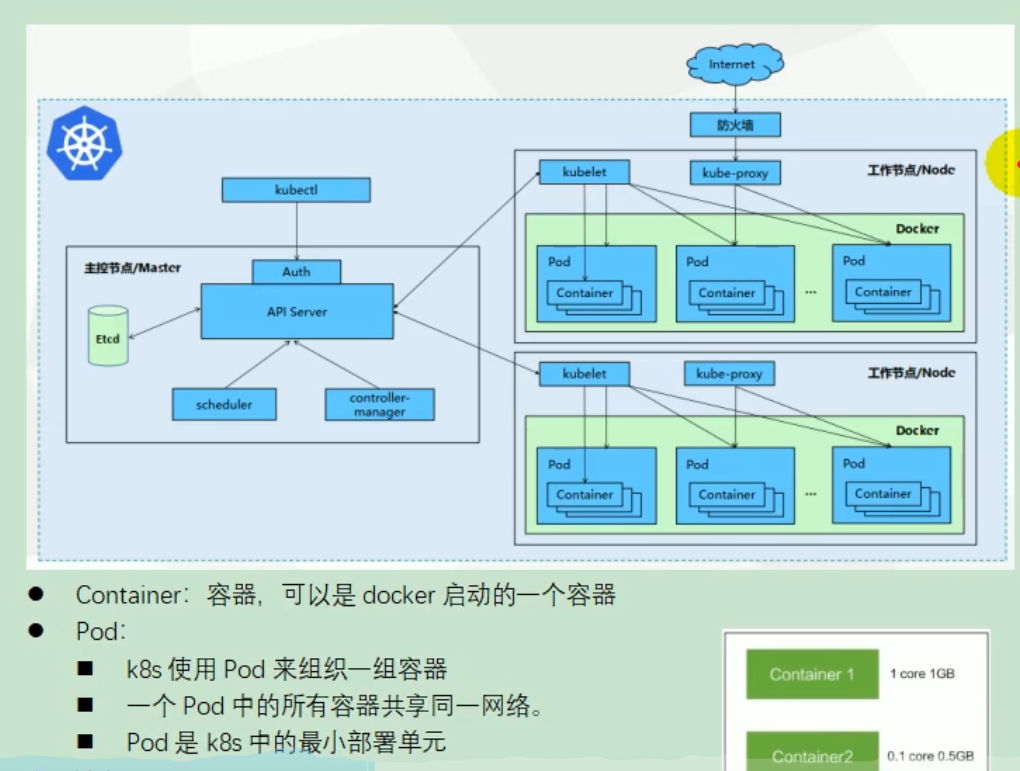 Internet
防火墙
kubelet
kube-proxy
工作节点/Node
kubectl
Docker
主控节点/Master
Auth
API Server
Etcd
scheduler
controller-
manager
Pod
Container
Pod
Container
...
Pod
Container
kubelet
kube-proxy
工作节点/Node
Docker
Pod
Container
Pod
Container
...
Pod
Container
● Container：容器，可以是 docker 启动的一个容器
● Pod：
■ k8s 使用 Pod 来组织一组容器
■ 一个 Pod 中的所有容器共享同一网络。
■ Pod 是 k8s 中的最小部署单元
Container 1 1 core 1GB
Container2 0.1 core 0.5GB